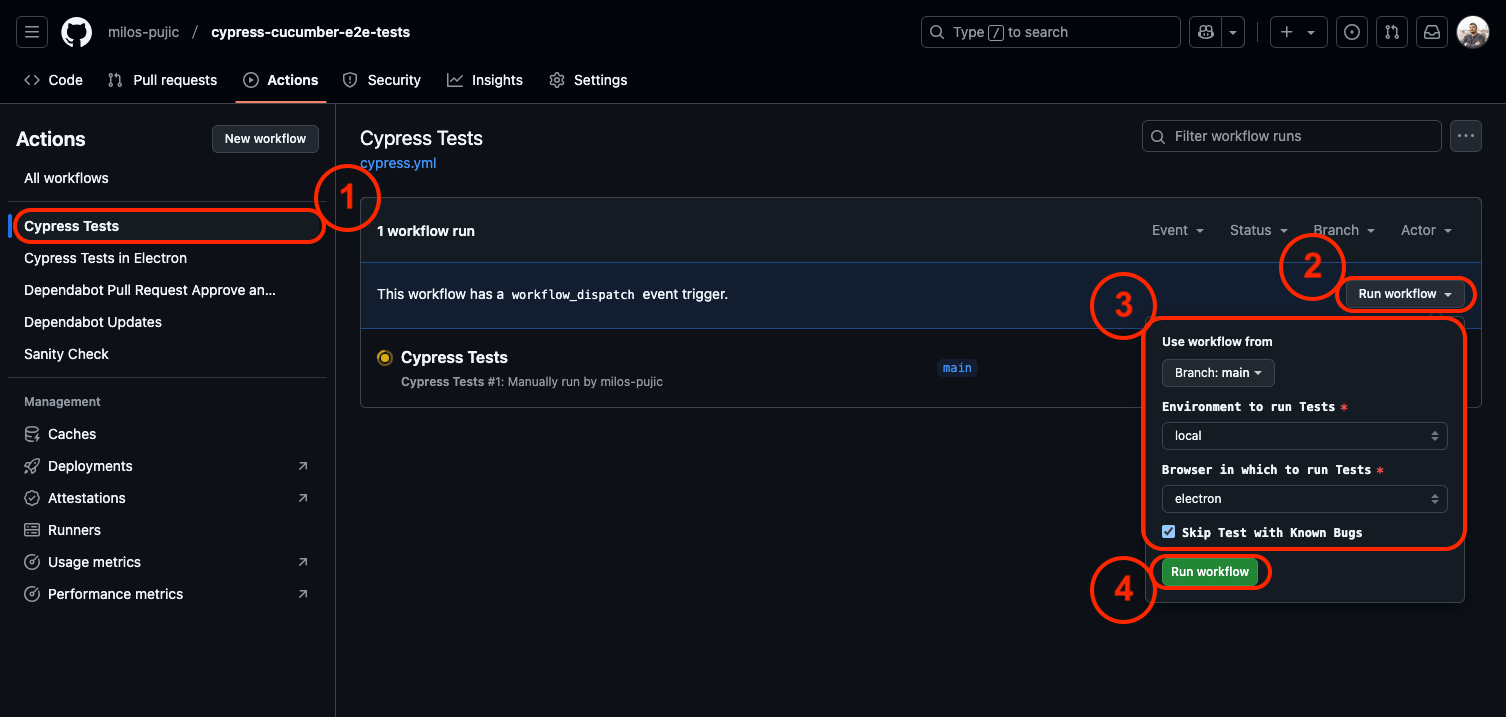 milos-pujic / cypress-cucumber-e2e-tests
Type / to search
Code Pull requests Actions Security Insights Settings
Actions
New workflow
All workflows
Cypress Tests
Cypress Tests in Electron
Dependabot Pull Request Approve an...
Dependabot Updates
Sanity Check
Management
Caches
Deployments
Attestations
Runners
Usage metrics
Performance metrics
1
Cypress Tests
cypress.yml
Filter workflow runs
1 workflow run
Event Status Branch Actor
2
This workflow has a workflow_dispatch event trigger.
Run workflow
3
Cypress Tests
Cypress Tests #1: Manually run by milos-pujic
main
Use workflow from
Branch: main
Environment to run Tests *
local
Browser in which to run Tests *
electron
Skip Test with Known Bugs
4
Run workflow